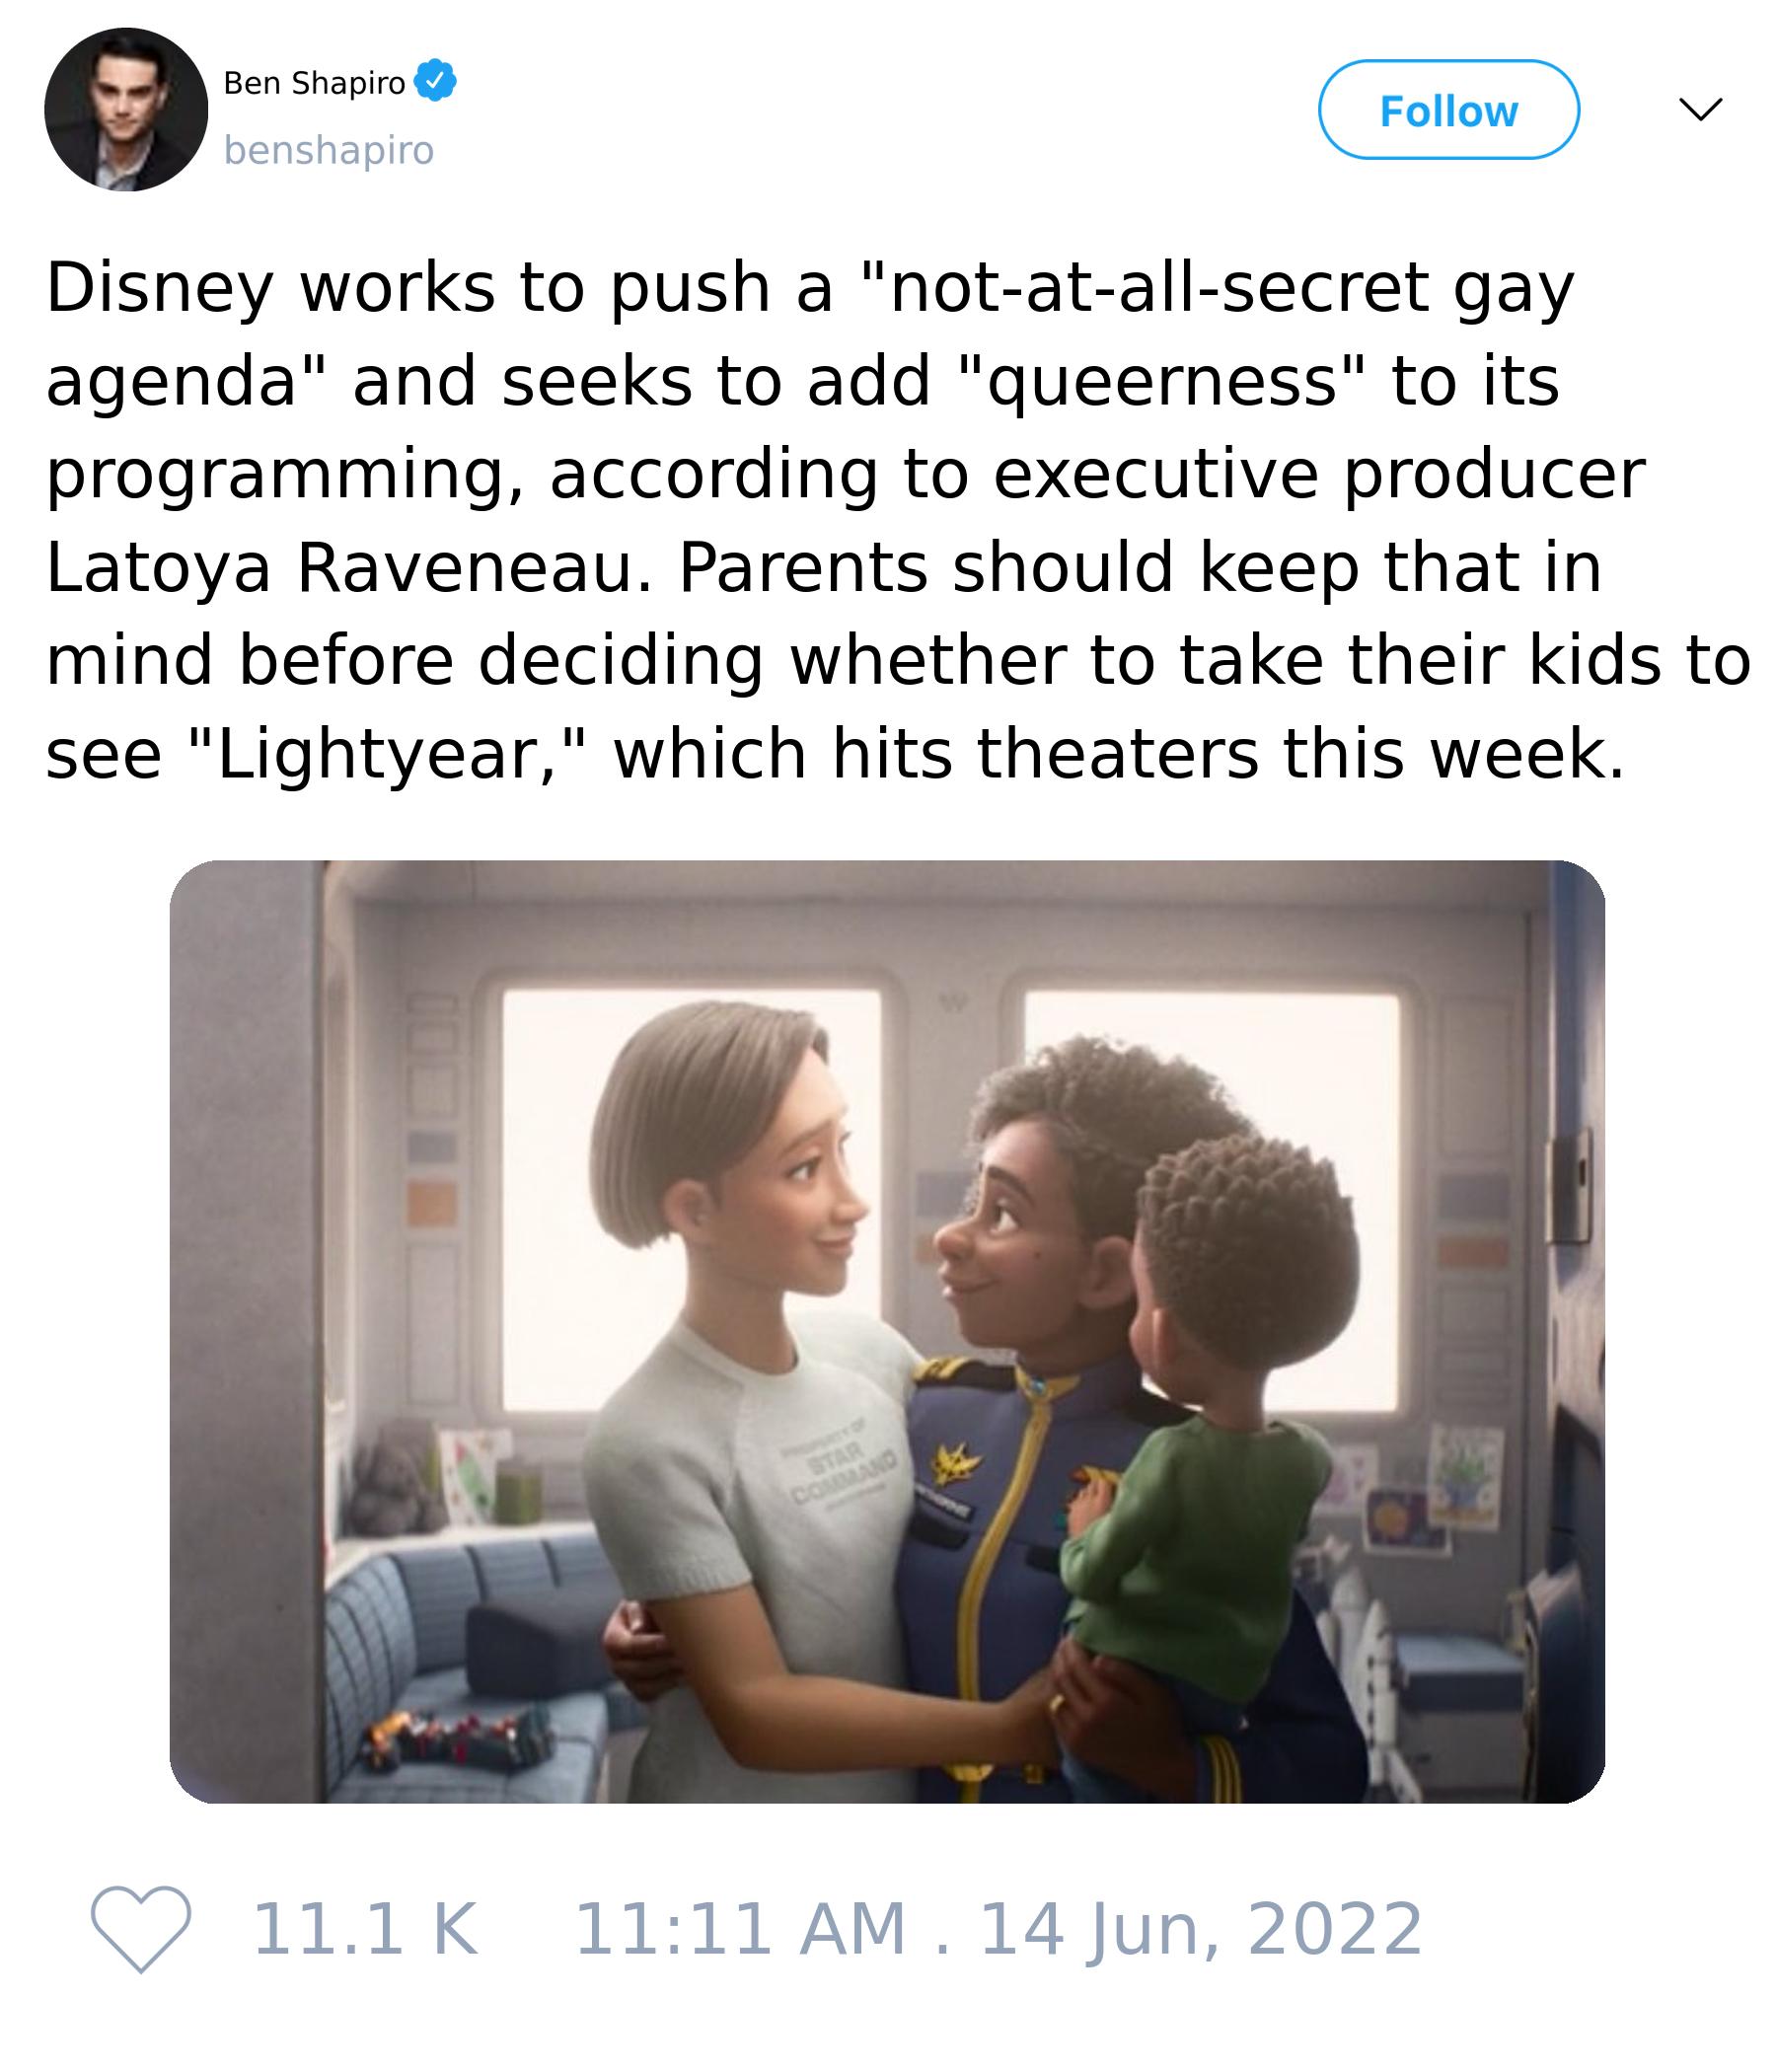 Ben Shapiro
benshapiro
Follow
Disney works to push a "not-at-all-secret gay
agenda" and seeks to add "queerness" to its
programming, according to executive producer
Latoya Raveneau. Parents should keep that in
mind before deciding whether to take their kids to
see "Lightyear," which hits theaters this week.
PROPERTY OF
STAR
COMMAND
11.1 K 11:11 AM . 14 Jun, 2022